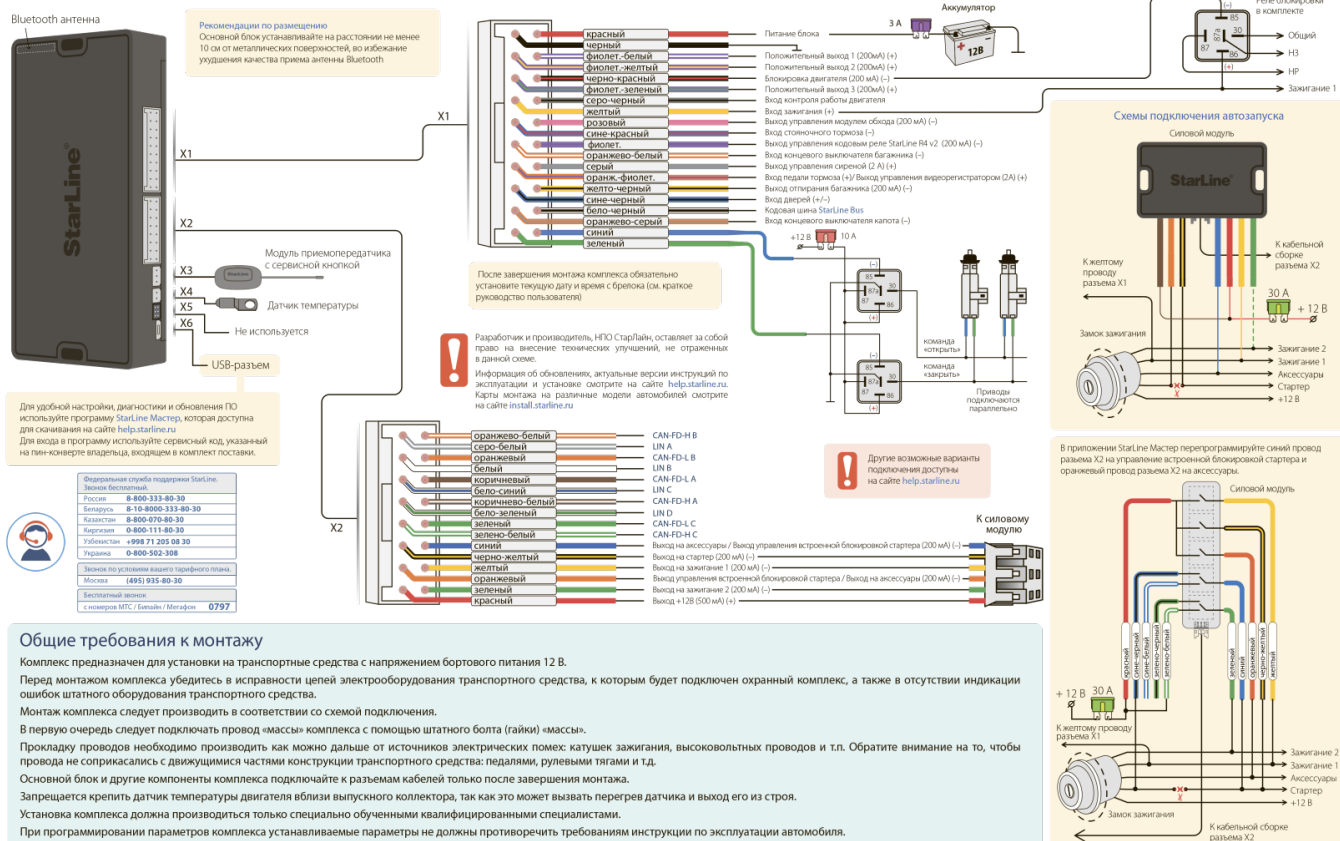 Bluetooth антенна
Рекомендации по размещению
Основной блок устанавливайте на расстоянии не менее
10 см от металлических поверхностей, во избежание
ухудшения качества приема антенны Bluetooth
StarLine
X1
X2
X3
X4
X5
X6
Модуль приемопередатчика
с сервисной кнопкой
StarLine
Датчик температуры
Не используется
USB-разъем
Для удобной настройки, диагностики и обновления ПО
используйте программу StarLine Мастер, которая доступна
для скачивания на сайте help.starline.ru
Для входа в программу используйте сервисный код, указанный
на пин-конверте владельца, входящем в комплект поставки.
Федеральная служба поддержки StarLine.
Звонок бесплатный.
Россия 8-800-333-80-30
Беларусь 8-10-8000-333-80-30
Казахстан 8-800-070-80-30
Киргизия 0-800-111-80-30
Узбекистан +998 71 205 08 30
Украина 0-800-502-308
Звонок по условиям вашего тарифного плана.
Москва (495) 935-80-30
Бесплатный звонок
с номеров МТС / Билайн / Мегафон 0797
X1
красный Питание блока
черный
фиолет.-белый Положительный выход 1 (200мА) (+)
фиолет.-желтый Положительный выход 2 (200мА) (+)
черно-красный Блокировка двигателя (200 мА) (–)
фиолет.-зеленый Положительный выход 3 (200мА) (+)
серо-черный Вход контроля работы двигателя
желтый Вход зажигания (+)
розовый Выход управления модулем обхода (200 мА) (–)
сине-красный Вход стояночного тормоза (–)
фиолет. Выход управления кодовым реле StarLine R4 v2 (200 мА) (–)
оранжево-белый Вход концевого выключателя багажника (–)
серый Выход управления сиреной (2 А) (+)
оранж.-фиолет. Вход педали тормоза (+)/ Выход управления видеорегистратором (2А) (+)
желто-черный Выход отпирания багажника (200 мА) (–)
сине-черный Вход дверей (+/–)
бело-черный Кодовая шина StarLine Bus
оранжево-серый Вход концевого выключателя капота (–)
синий
зеленый
3 А
Аккумулятор
12В
Реле блокировки
в комплекте
(–)
85
87 87a 30
86
(+)
Общий
НЗ
НР
Зажигание 1
После завершения монтажа комплекса обязательно
установите текущую дату и время с брелока (см. краткое
руководство пользователя)
Разработчик и производитель, НПО СтарЛайн, оставляет за собой
право на внесение технических улучшений, не отраженных
в данной схеме.
Информация об обновлениях, актуальные версии инструкций по
эксплуатации и установке смотрите на сайте help.starline.ru.
Карты монтажа на различные модели автомобилей смотрите
на сайте install.starline.ru
+12 В 10 А
(–)
85
87a 30
87 86
(+)
(–)
85
87a 30
87 86
(+)
команда
«открыть»
команда
«закрыть»
Приводы
подключаются
параллельно
X2
оранжево-белый CAN-FD-H B
серо-белый LIN A
оранжевый CAN-FD-L B
белый LIN B
коричневый CAN-FD-L A
бело-синий LIN C
коричнево-белый CAN-FD-H A
бело-зеленый LIN D
зеленый CAN-FD-L C
зелено-белый CAN-FD-H C
синий Выход на аксессуары / Выход управления встроенной блокировкой стартера (200 мА) (–)
черно-желтый Выход на стартер (200 мА) (–)
желтый Выход на зажигание 1 (200 мА) (–)
оранжевый Выход управления встроенной блокировкой стартера / Выход на аксессуары (200 мА) (–)
зеленый Выход на зажигание 2 (200 мА) (–)
красный Выход +12В (500 мА) (+)
Другие возможные варианты
подключения доступны
на сайте help.starline.ru
К силовому
модулю
Схемы подключения автозапуска
Силовой модуль
StarLine
К желтому
проводу
разъема X1
К кабельной
сборке
разъема X2
30 А
+ 12 В
Замок зажигания
Зажигание 2
Зажигание 1
Аксессуары
Стартер
+12 В
В приложении StarLine Мастер перепрограммируйте синий провод
разъема X2 на управление встроенной блокировкой стартера и
оранжевый провод разъема X2 на аксессуары.
Силовой модуль
красный
сине-черный
сине-белый
зелено-черный
зелено-белый
зеленый
синий
оранжевый
черно-желтый
желтый
+ 12 В 30 А
К желтому проводу
разъема X1
Зажигание 2
Зажигание 1
Аксессуары
Стартер
+12 В
Замок зажигания
К кабельной сборке
разъема X2
Общие требования к монтажу
Комплекс предназначен для установки на транспортные средства с напряжением бортового питания 12 В.
Перед монтажом комплекса убедитесь в исправности цепей электрооборудования транспортного средства, к которым будет подключен охранный комплекс, а также в отсутствии индикации
ошибок штатного оборудования транспортного средства.
Монтаж комплекса следует производить в соответствии со схемой подключения.
В первую очередь следует подключать провод «массы» комплекса с помощью штатного болта (гайки) «массы».
Прокладку проводов необходимо производить как можно дальше от источников электрических помех: катушек зажигания, высоковольтных проводов и т.п. Обратите внимание на то, чтобы
провода не соприкасались с движущимися частями конструкции транспортного средства: педалями, рулевыми тягами и т.д.
Основной блок и другие компоненты комплекса подключайте к разъемам кабелей только после завершения монтажа.
Запрещается крепить датчик температуры двигателя вблизи выпускного коллектора, так как это может вызвать перегрев датчика и выход его из строя.
Установка комплекса должна производиться только специально обученными квалифицированными специалистами.
При программировании параметров комплекса устанавливаемые параметры не должны противоречить требованиям инструкции по эксплуатации автомобиля.